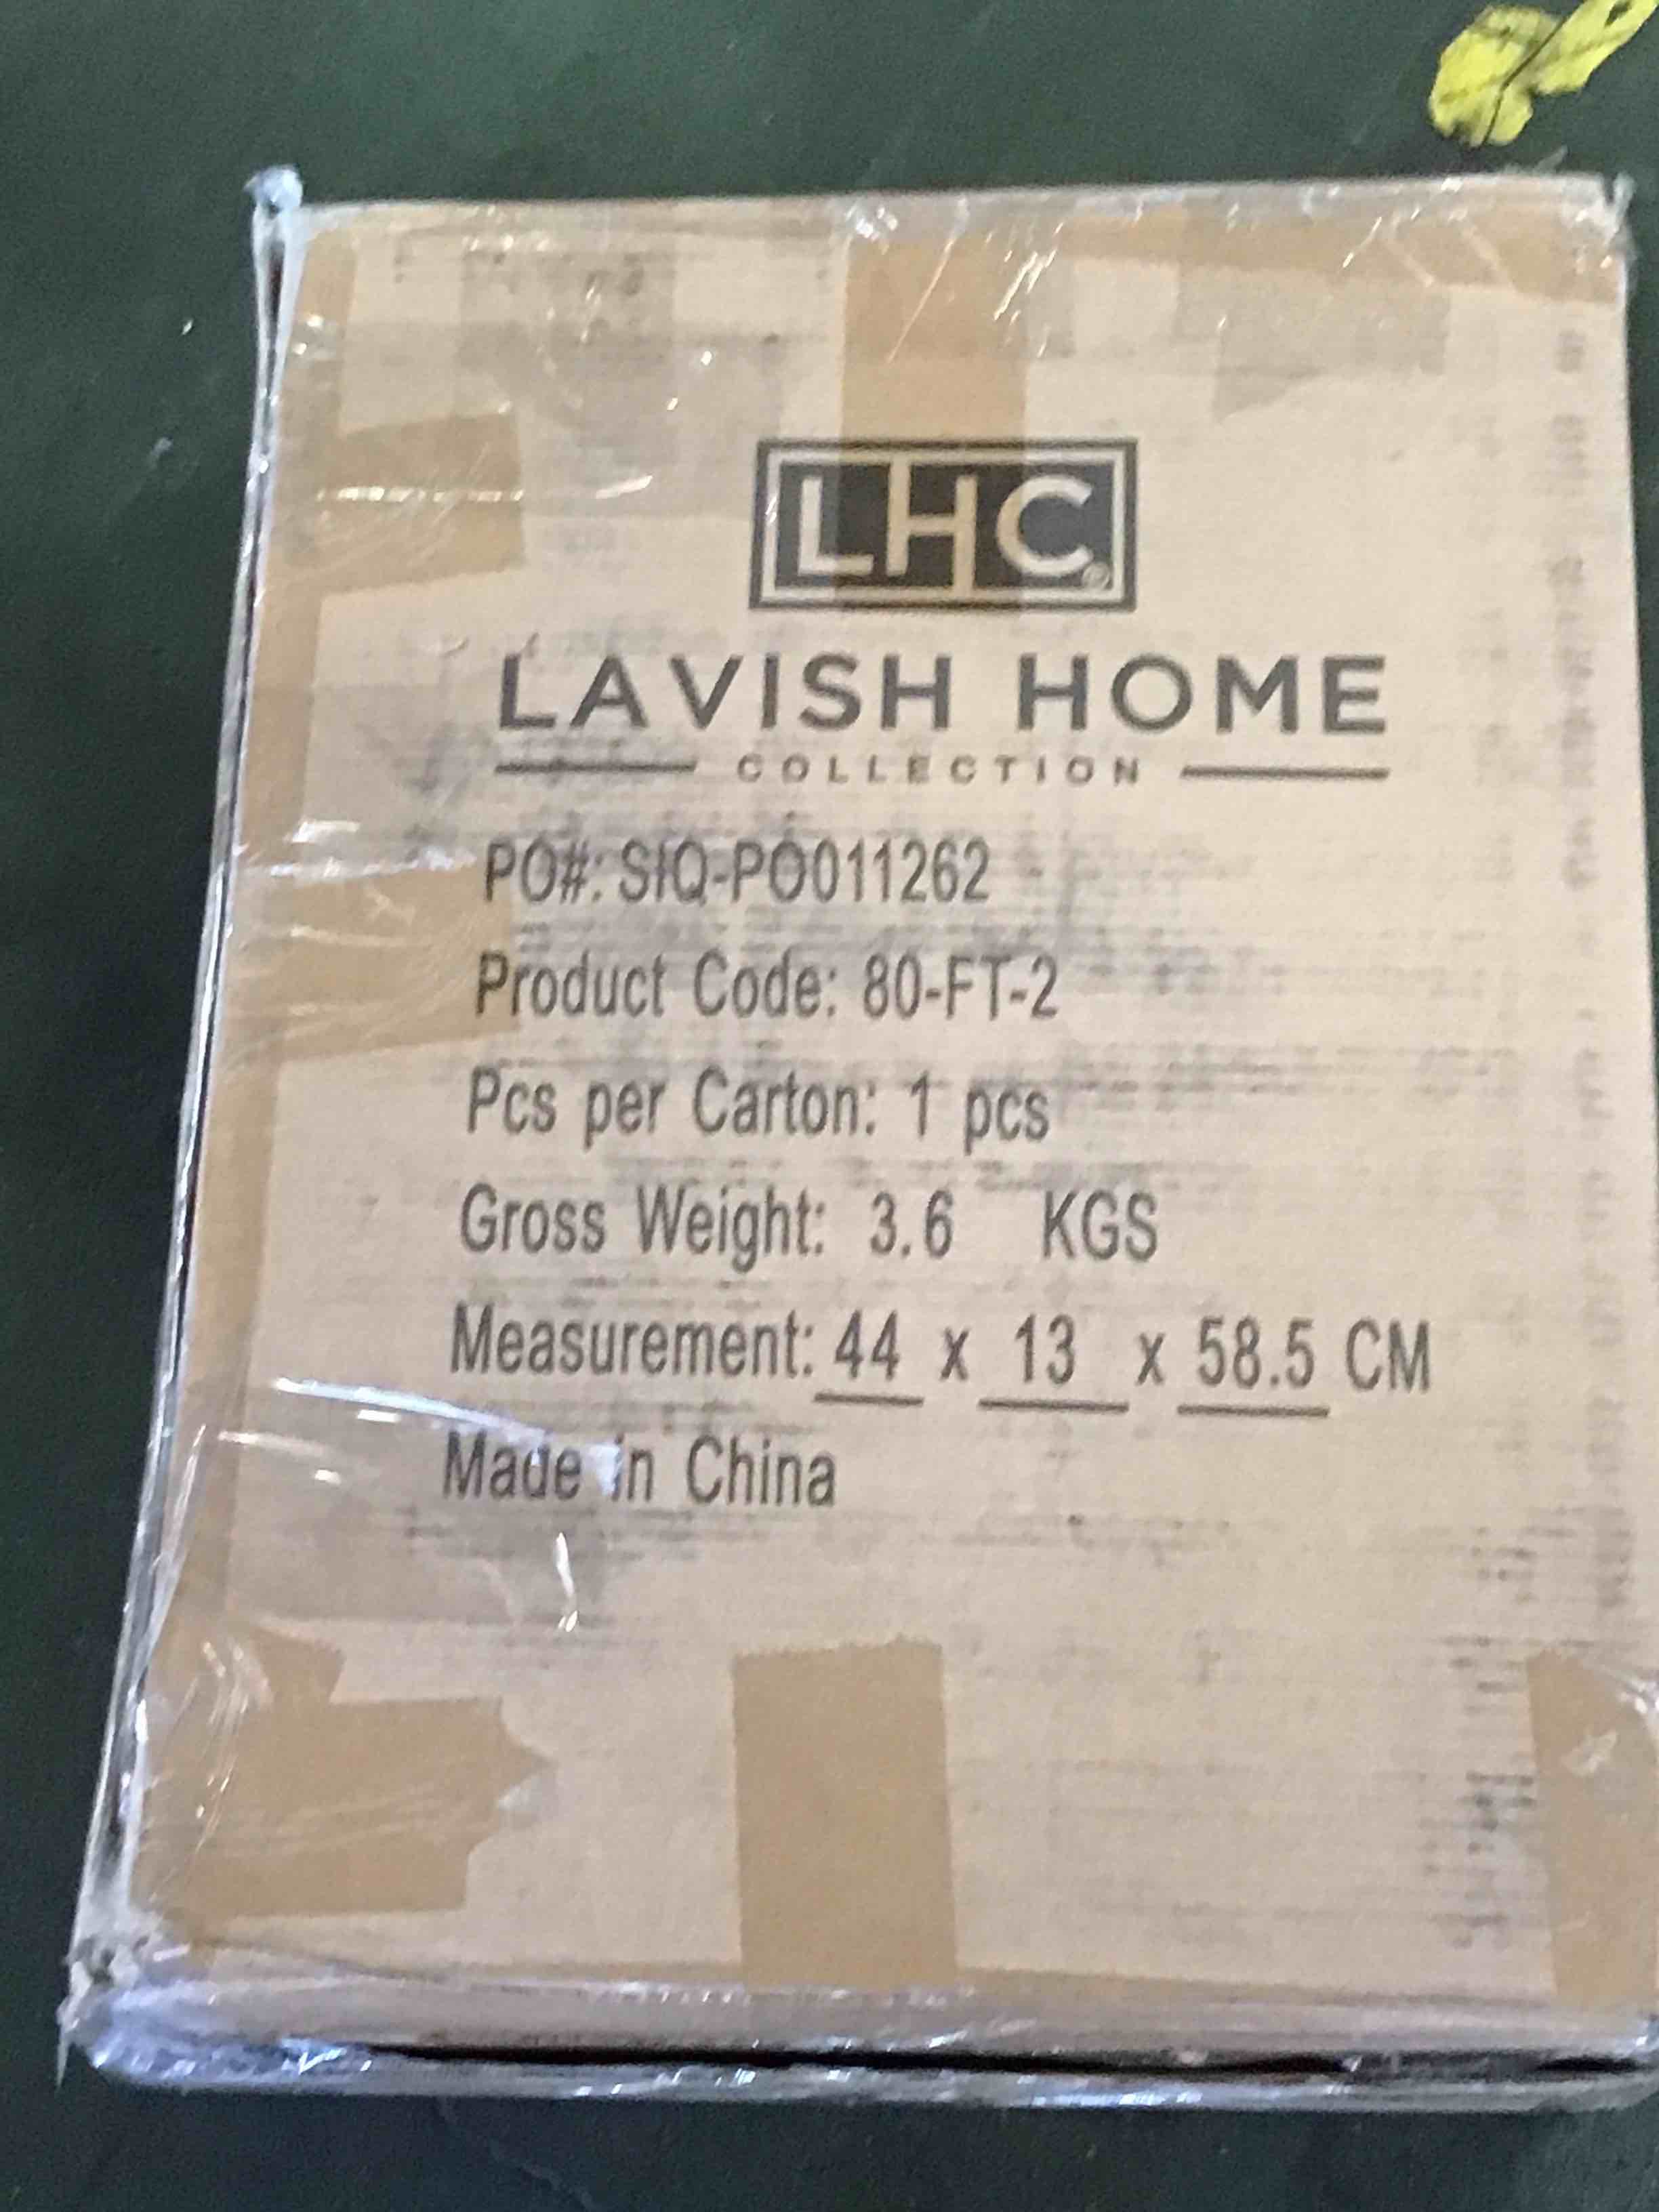 LHC®
LAVISH HOME
COLLECTION
PO#: SIQ-PO011262
Product Code: 80-FT-2
Pcs per Carton: 1 pcs
Gross Weight: 3.6 KGS
Measurement: 44 x 13 x 58.5 CM
Made in China